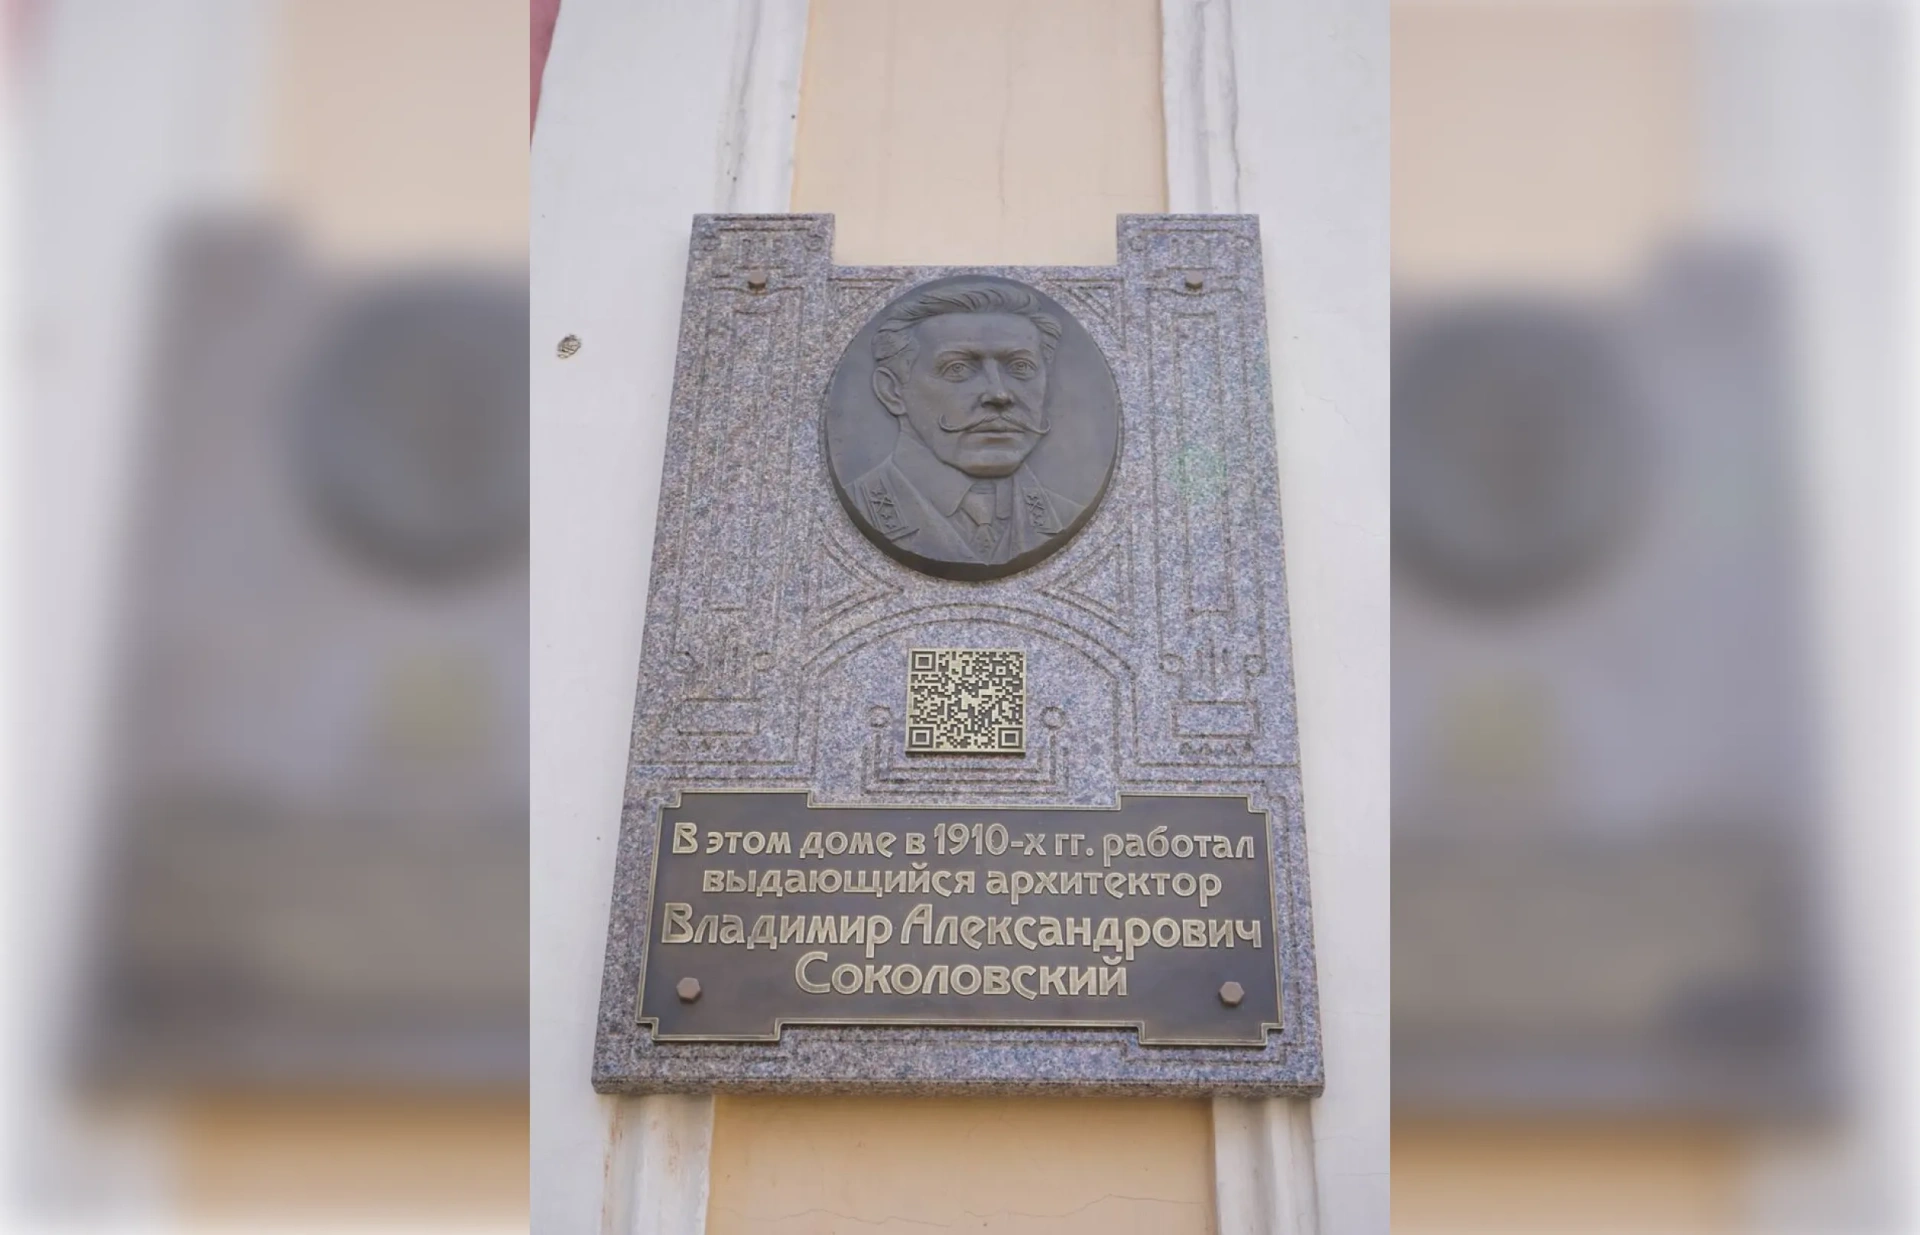 В этом доме в 1910-х гг. работал
выдающийся архитектор
Владимир Александрович
Соколовский